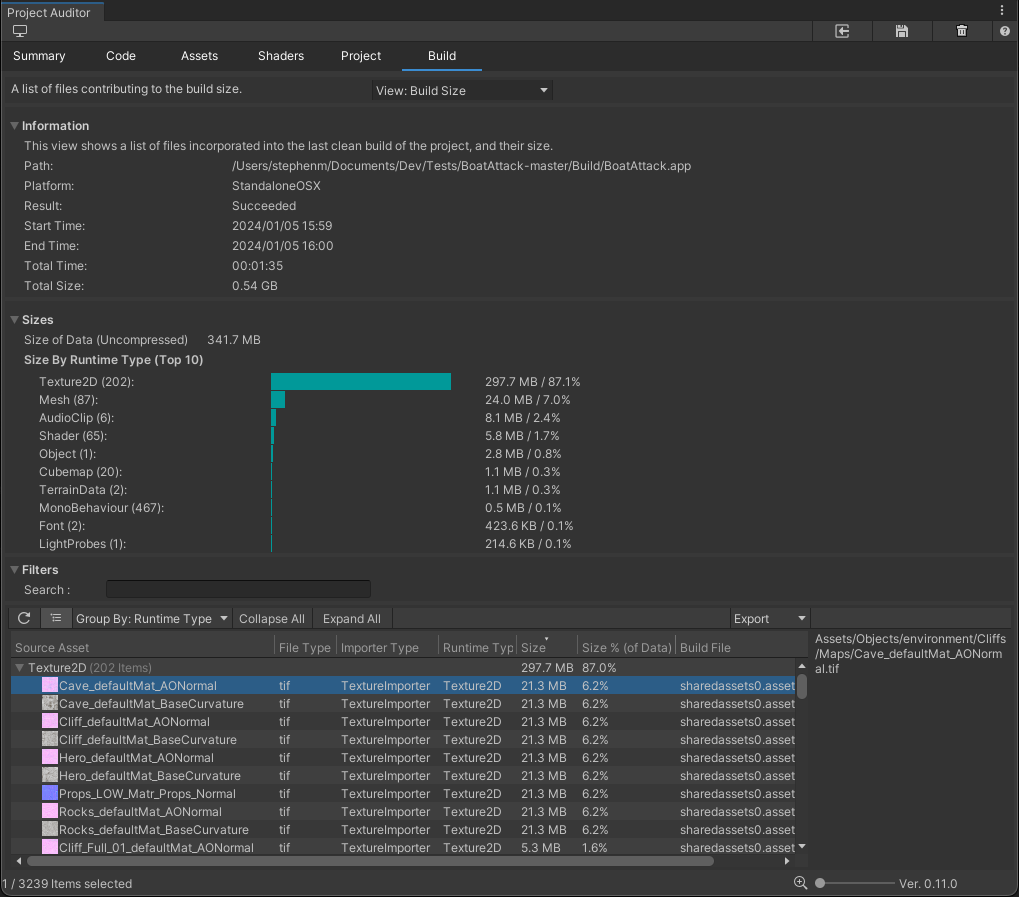 Project Auditor
Summary Code Assets Shaders Project Build
A list of files contributing to the build size. View: Build Size
Information
This view shows a list of files incorporated into the last clean build of the project, and their size.
Path: /Users/stephenm/Documents/Dev/Tests/BoatAttack-master/Build/BoatAttack.app
Platform: StandaloneOSX
Result: Succeeded
Start Time: 2024/01/05 15:59
End Time: 2024/01/05 16:00
Total Time: 00:01:35
Total Size: 0.54 GB
Sizes
Size of Data (Uncompressed) 341.7 MB
Size By Runtime Type (Top 10)
Texture2D (202): 297.7 MB / 87.1%
Mesh (87): 24.0 MB / 7.0%
AudioClip (6): 8.1 MB / 2.4%
Shader (65): 5.8 MB / 1.7%
Object (1): 2.8 MB / 0.8%
Cubemap (20): 1.1 MB / 0.3%
TerrainData (2): 1.1 MB / 0.3%
MonoBehaviour (467): 0.5 MB / 0.1%
Font (2): 423.6 KB / 0.1%
LightProbes (1): 214.6 KB / 0.1%
Filters
Search :
Group By: Runtime Type Collapse All Expand All Export
Source Asset File Type Importer Type Runtime Typ Size Size % (of Data) Build File
Texture2D (202 Items) 297.7 MB 87.0%
Cave_defaultMat_AONormal tif TextureImporter Texture2D 21.3 MB 6.2% sharedassets0.asset
Cave_defaultMat_BaseCurvature tif TextureImporter Texture2D 21.3 MB 6.2% sharedassets0.asset
Cliff_defaultMat_AONormal tif TextureImporter Texture2D 21.3 MB 6.2% sharedassets0.asset
Cliff_defaultMat_BaseCurvature tif TextureImporter Texture2D 21.3 MB 6.2% sharedassets0.asset
Hero_defaultMat_AONormal tif TextureImporter Texture2D 21.3 MB 6.2% sharedassets0.asset
Hero_defaultMat_BaseCurvature tif TextureImporter Texture2D 21.3 MB 6.2% sharedassets0.asset
Props_LOW_Matr_Props_Normal tif TextureImporter Texture2D 21.3 MB 6.2% sharedassets0.asset
Rocks_defaultMat_AONormal tif TextureImporter Texture2D 21.3 MB 6.2% sharedassets0.asset
Rocks_defaultMat_BaseCurvature tif TextureImporter Texture2D 21.3 MB 6.2% sharedassets0.asset
Cliff_Full_01_defaultMat_AONormal tif TextureImporter Texture2D 5.3 MB 1.6% sharedassets0.asset
Assets/Objects/environment/Cliffs
/Maps/Cave_defaultMat_AONorm
al.tif
1 / 3239 Items selected Ver. 0.11.0